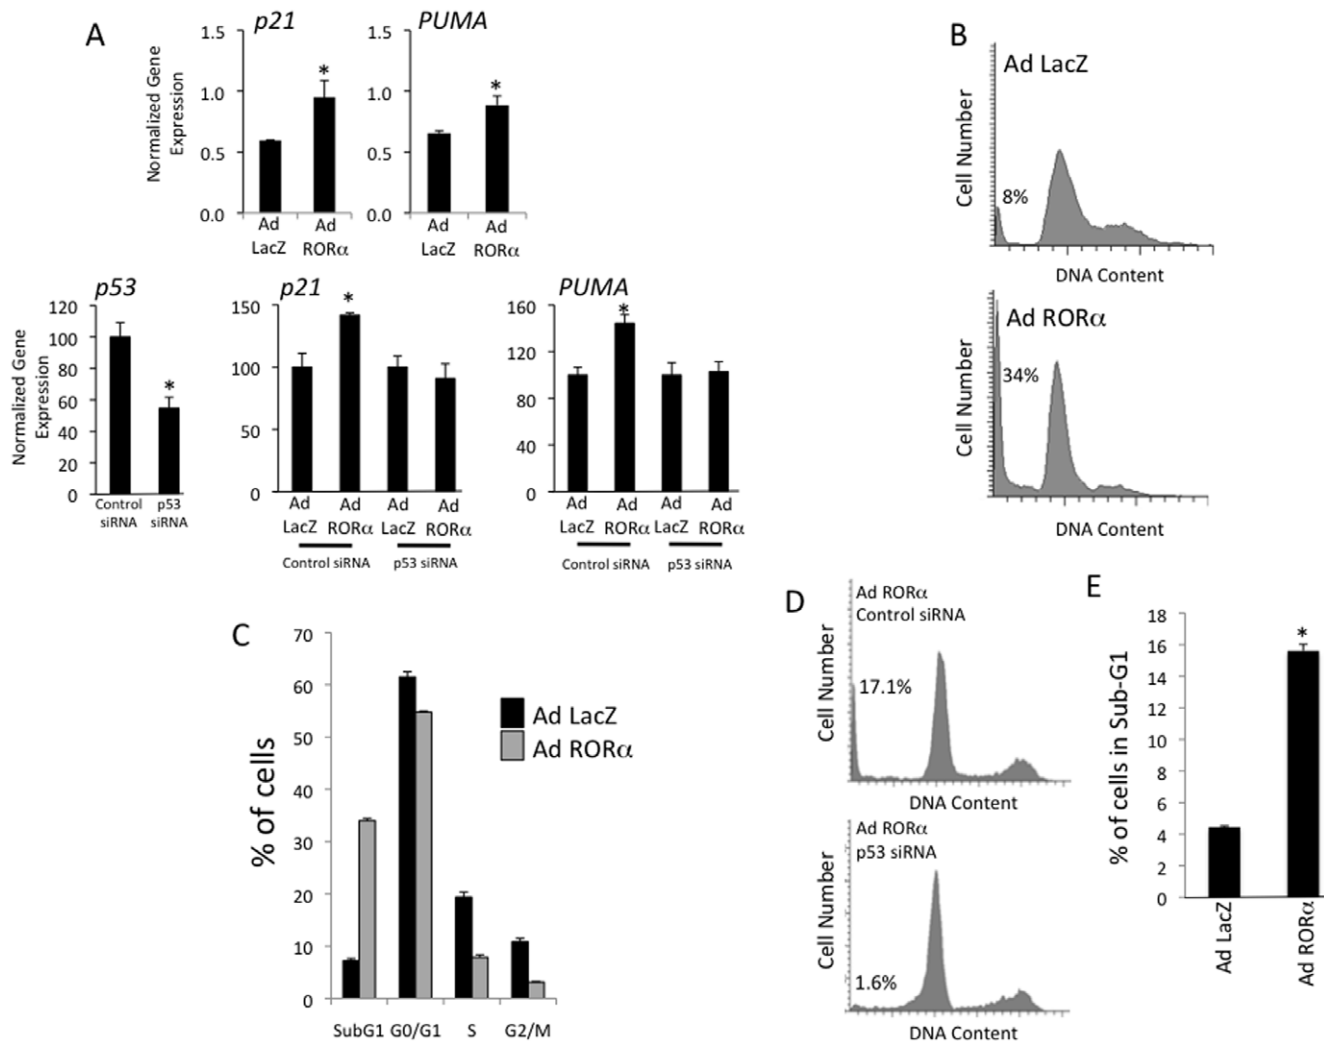 A
p21
PUMA
Normalized Gene
Expression
1.5
1.0
0.5
0.0
Ad
LacZ
Ad
RORα
*
1.5
1.0
0.5
0.0
Ad
LacZ
Ad
RORα
*
p53
Normalized Gene
Expression
120
100
80
60
40
20
0
*
Control
siRNA
p53
siRNA
p21
150
100
50
0
*
Ad
LacZ
Ad
RORα
Ad
LacZ
Ad
RORα
Control siRNA
p53 siRNA
PUMA
160
120
80
40
0
*
Ad
LacZ
Ad
RORα
Ad
LacZ
Ad
RORα
Control siRNA
p53 siRNA
B
Ad LacZ
Cell Number
8%
DNA Content
Ad RORα
Cell Number
34%
DNA Content
C
% of cells
70
60
50
40
30
20
10
0
Ad LacZ
Ad RORα
SubG1 G0/G1 S G2/M
D
Ad RORα
Control siRNA
Cell Number
17.1%
DNA Content
Ad RORα
p53 siRNA
Cell Number
1.6%
DNA Content
E
% of cells in Sub-G1
18
16
14
12
10
8
6
4
2
0
*
Ad LacZ
Ad RORα